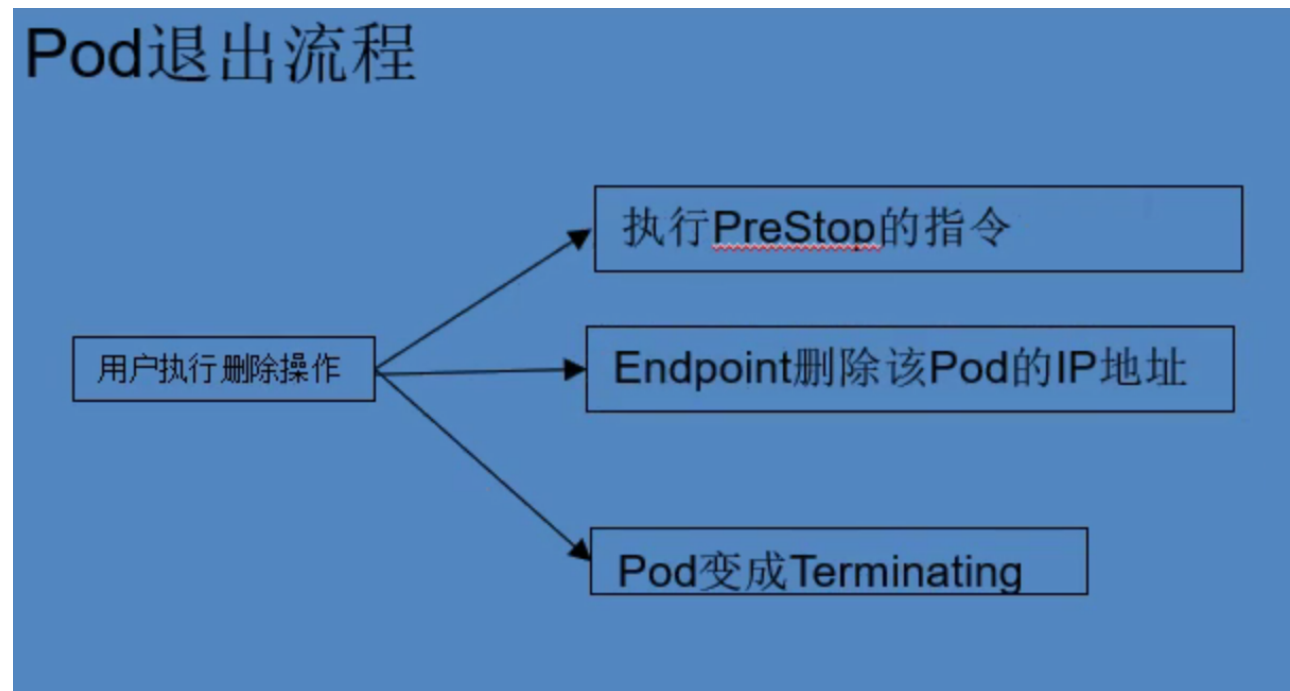 Pod退出流程
执行PreStop的指令
用户执行删除操作
Endpoint删除该Pod的IP地址
Pod变成Terminating